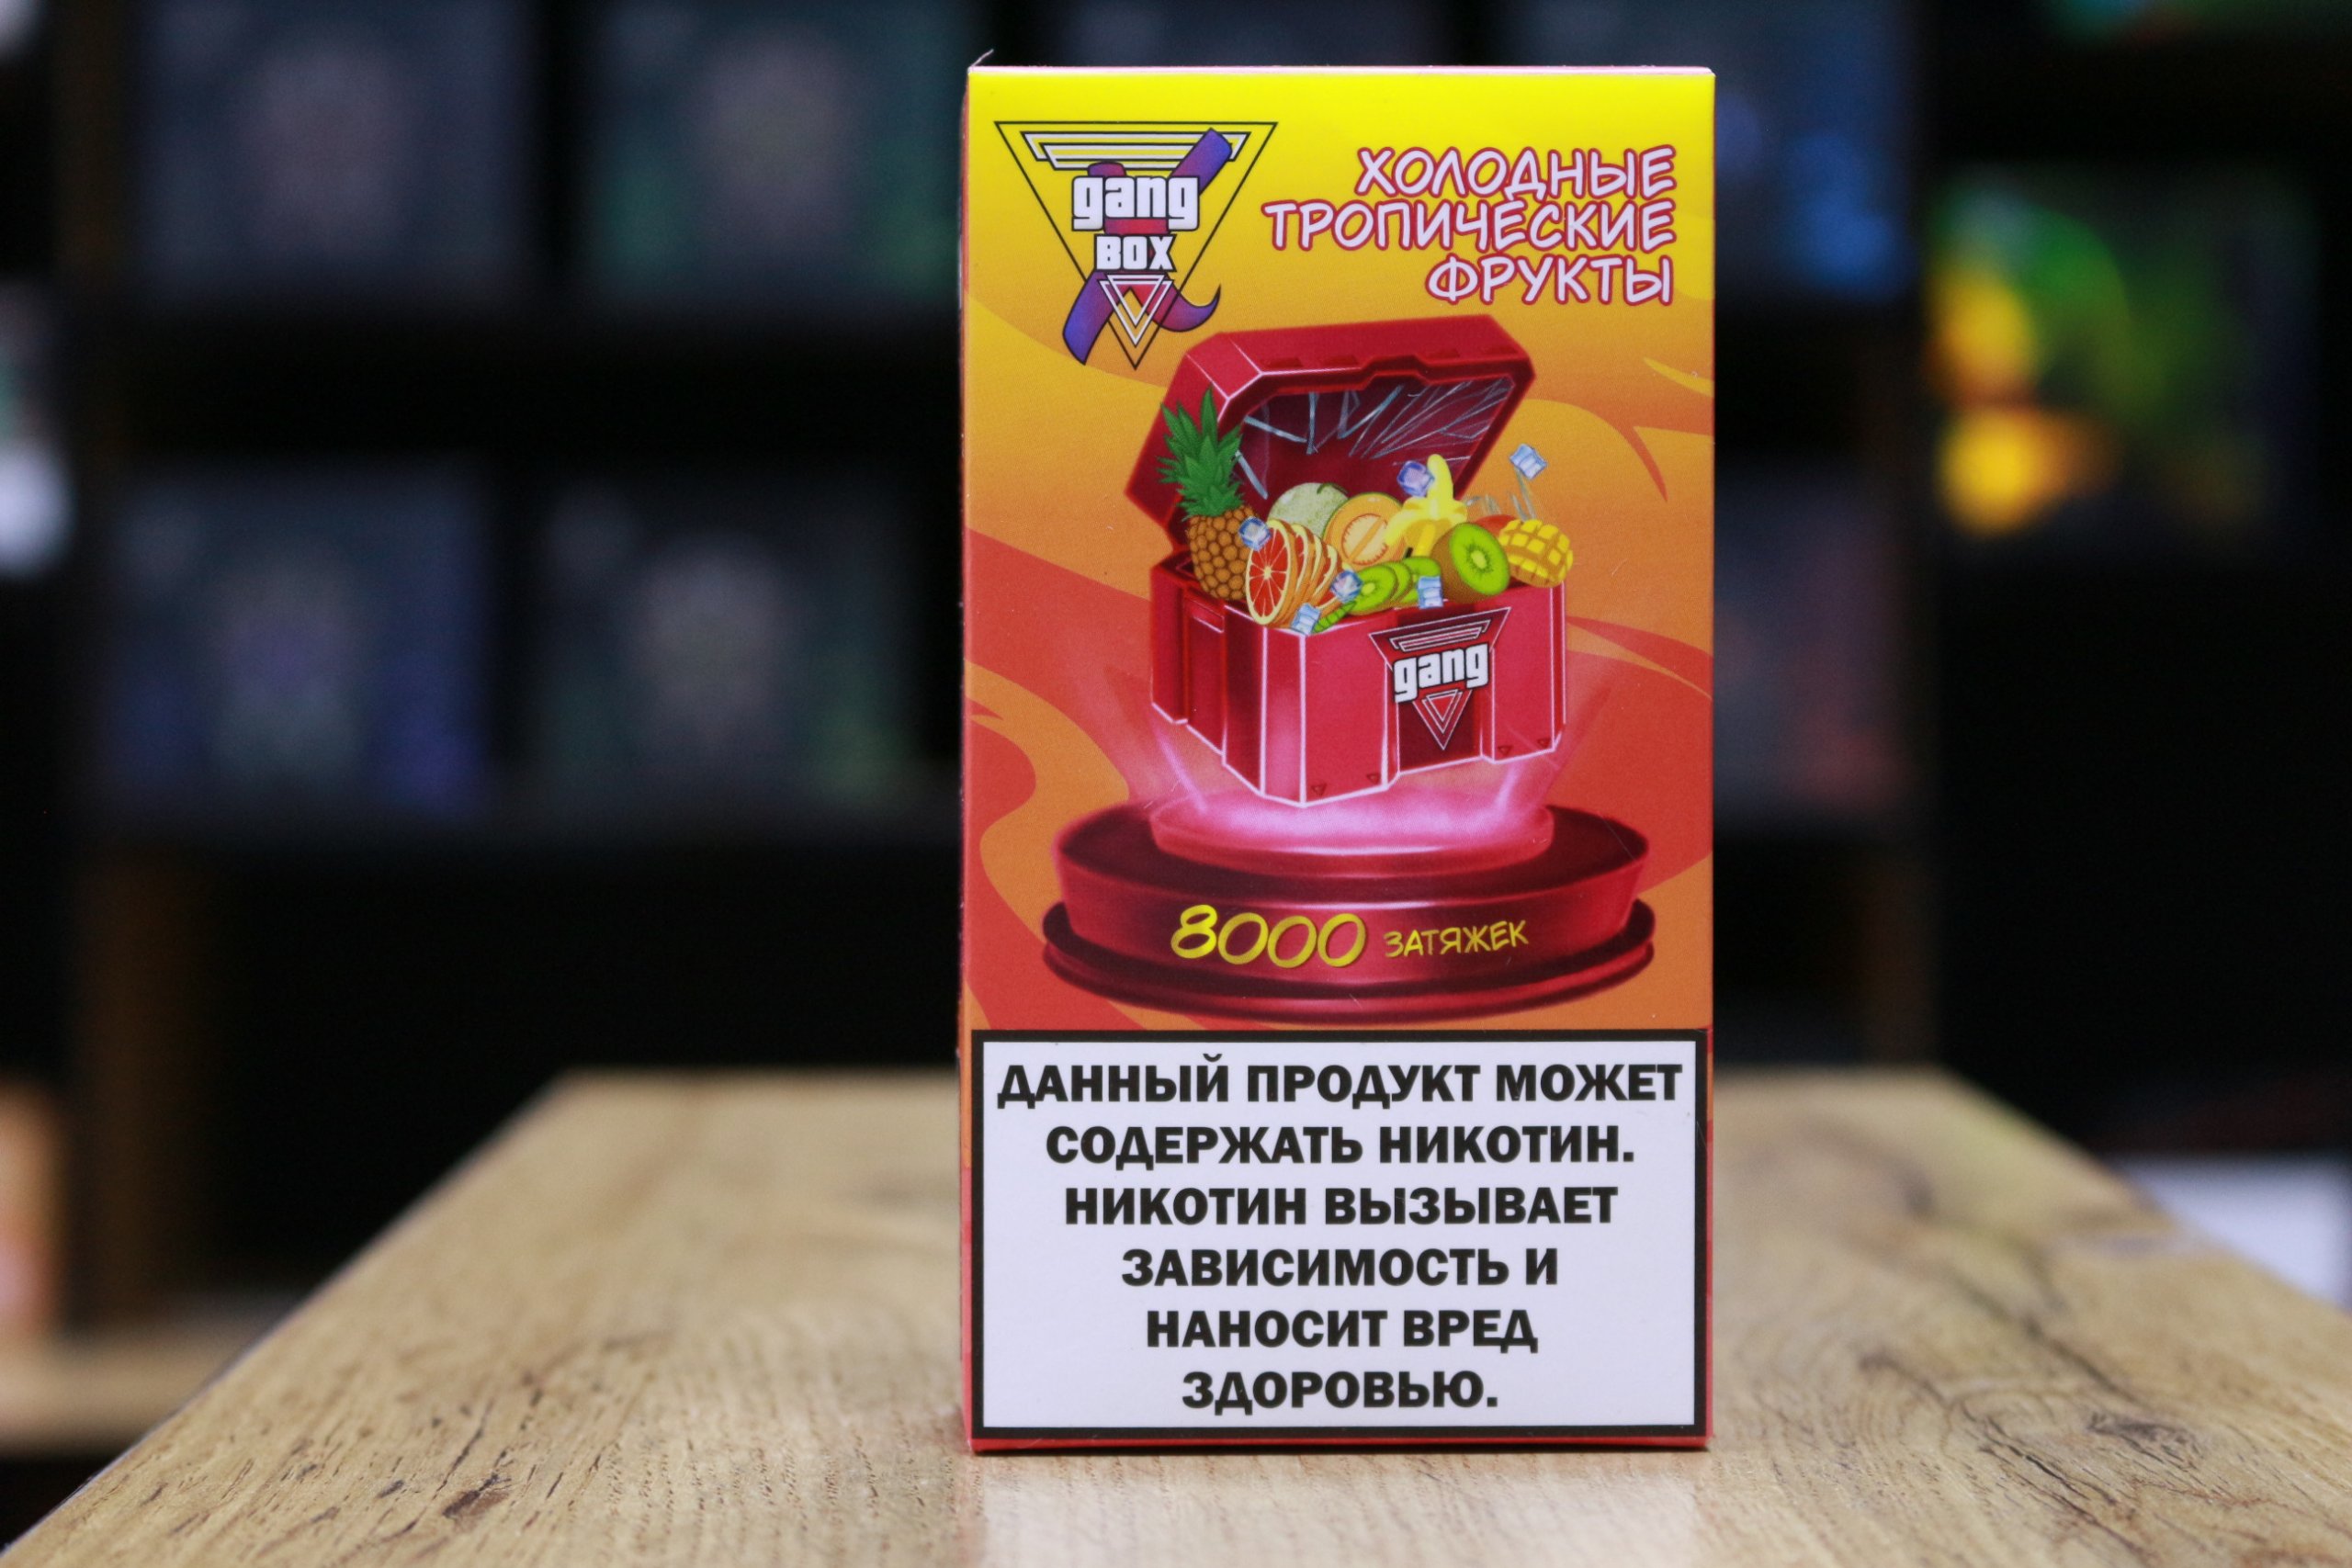 gang
BOX
ХОЛОДНЫЕ
ТРОПИЧЕСКИЕ
ФРУКТЫ
gang
8000 ЗАТЯЖЕК
ДАННЫЙ ПРОДУКТ МОЖЕТ
СОДЕРЖАТЬ НИКОТИН.
НИКОТИН ВЫЗЫВАЕТ
ЗАВИСИМОСТЬ И
НАНОСИТ ВРЕД
ЗДОРОВЬЮ.